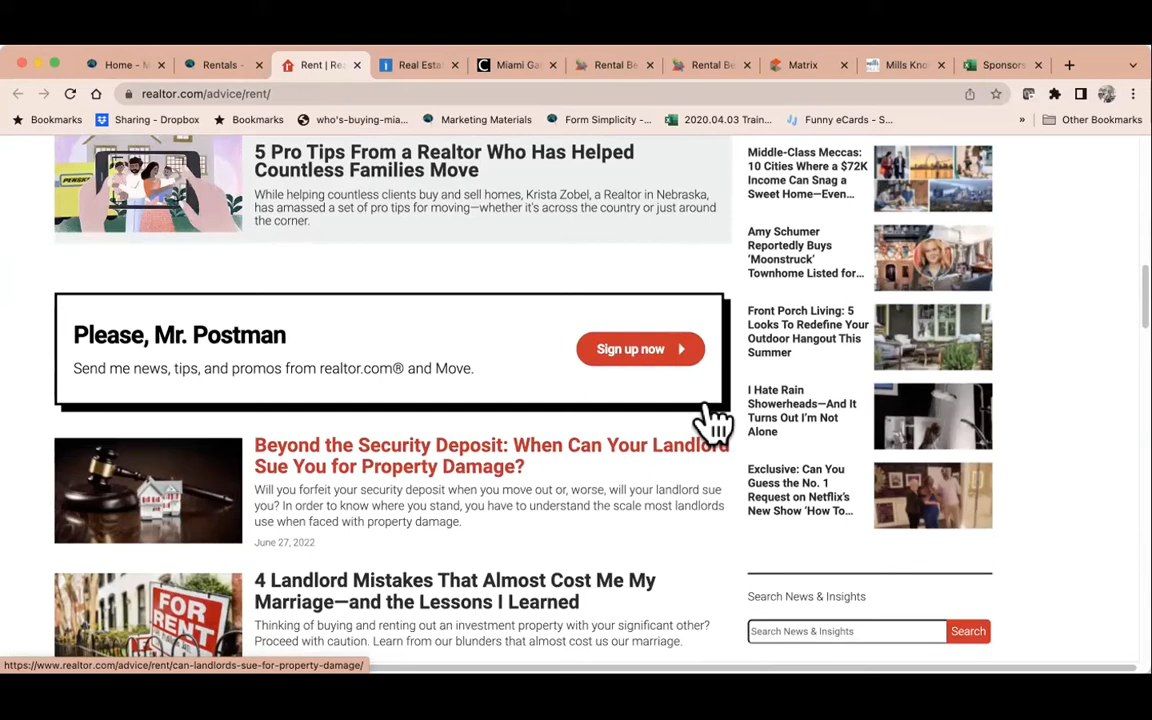 Home - M
Rentals -
Rent | Rea
Real Estat
Miami Gar
Rental Be
Rental Be
Matrix
Mills Kno
Sponsors
realtor.com/advice/rent/
Bookmarks
Sharing - Dropbox
Bookmarks
who's-buying-mia...
Marketing Materials
Form Simplicity -...
2020.04.03 Train...
Funny eCards - S...
»
Other Bookmarks
5 Pro Tips From a Realtor Who Has Helped
Countless Families Move
While helping countless clients buy and sell homes, Krista Zobel, a Realtor in Nebraska,
has amassed a set of pro tips for moving—whether it's across the country or just around
the corner.
PENSKE
Please, Mr. Postman
Send me news, tips, and promos from realtor.com® and Move.
Sign up now
Beyond the Security Deposit: When Can Your Landlord
Sue You for Property Damage?
Will you forfeit your security deposit when you move out or, worse, will your landlord sue
you? In order to know where you stand, you have to understand the scale most landlords
use when faced with property damage.
June 27, 2022
FOR
RENT
4 Landlord Mistakes That Almost Cost Me My
Marriage—and the Lessons I Learned
Thinking of buying and renting out an investment property with your significant other?
Proceed with caution. Learn from our blunders that almost cost us our marriage.
Middle-Class Meccas:
10 Cities Where a $72K
Income Can Snag a
Sweet Home—Even...
Amy Schumer
Reportedly Buys
'Moonstruck'
Townhome Listed for...
Front Porch Living: 5
Looks To Redefine Your
Outdoor Hangout This
Summer
I Hate Rain
Showerheads—And It
Turns Out I'm Not
Alone
Exclusive: Can You
Guess the No. 1
Request on Netflix's
New Show 'How To...
Search News & Insights
Search News & Insights
Search
https://www.realtor.com/advice/rent/can-landlords-sue-for-property-damage/